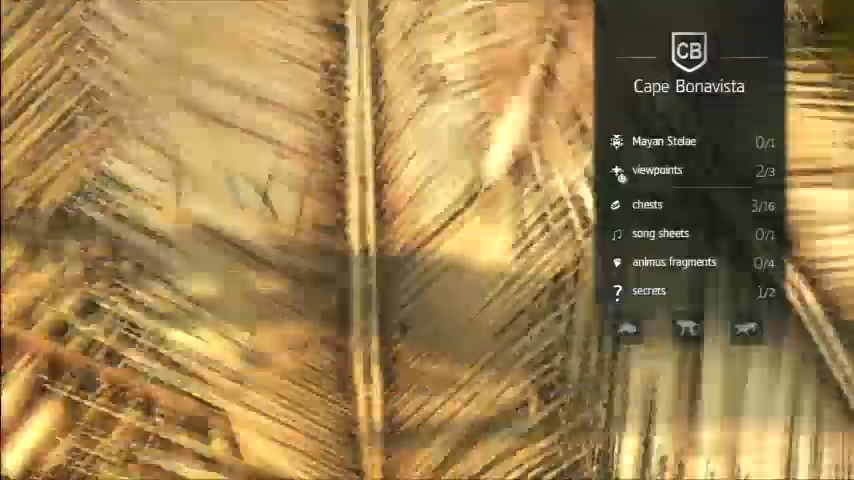 CB
Cape Bonavista
Mayan Stelae 0/1
viewpoints 2/3
chests 3/16
song sheets 0/1
animus fragments 0/4
secrets 1/2